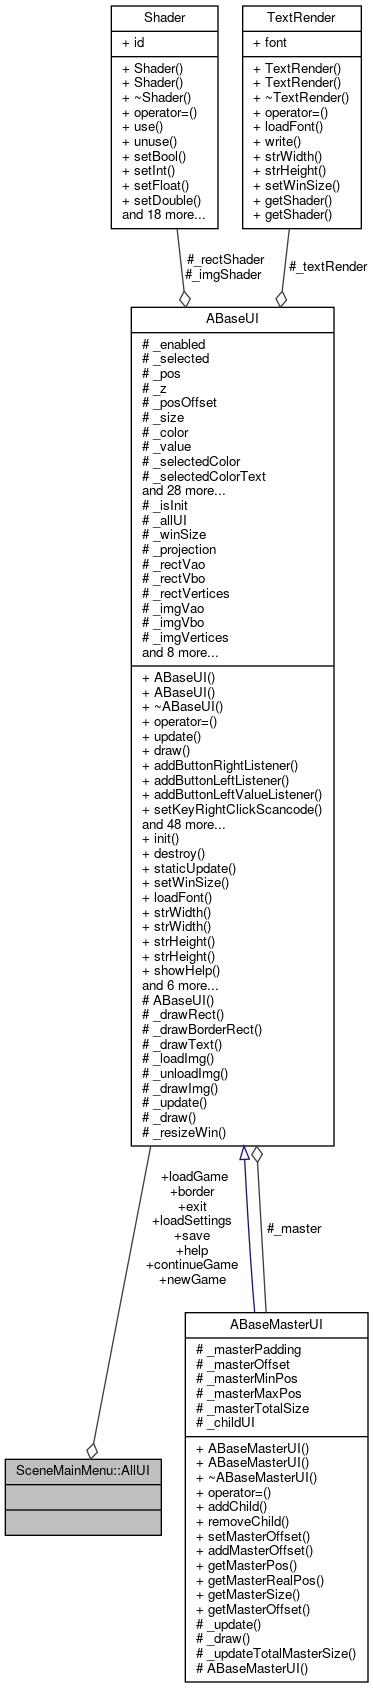 Shader
+ id
+ Shader()
+ Shader()
+ ~Shader()
+ operator=()
+ use()
+ unuse()
+ setBool()
+ setInt()
+ setFloat()
+ setDouble()
and 18 more...
TextRender
+ font
+ TextRender()
+ TextRender()
+ ~TextRender()
+ operator=()
+ loadFont()
+ write()
+ strWidth()
+ strHeight()
+ setWinSize()
+ getShader()
+ getShader()
#_rectShader
#_imgShader
#_textRender
ABaseUI
# _enabled
# _selected
# _pos
# _z
# _posOffset
# _size
# _color
# _value
# _selectedColor
# _selectedColorText
and 28 more...
# _isInit
# _allUI
# _winSize
# _projection
# _rectVao
# _rectVbo
# _rectVertices
# _imgVao
# _imgVbo
# _imgVertices
and 8 more...
+ ABaseUI()
+ ABaseUI()
+ ~ABaseUI()
+ operator=()
+ update()
+ draw()
+ addButtonRightListener()
+ addButtonLeftListener()
+ addButtonLeftValueListener()
+ setKeyRightClickScancode()
and 48 more...
+ init()
+ destroy()
+ staticUpdate()
+ setWinSize()
+ loadFont()
+ strWidth()
+ strWidth()
+ strHeight()
+ strHeight()
+ showHelp()
and 6 more...
# ABaseUI()
# _drawRect()
# _drawBorderRect()
# _drawText()
# _loadImg()
# _unloadImg()
# _drawImg()
# _update()
# _draw()
# _resizeWin()
+loadGame
+border
+exit
+loadSettings
+save
+help
+continueGame
+newGame
#_master
ABaseMasterUI
# _masterPadding
# _masterOffset
# _masterMinPos
# _masterMaxPos
# _masterTotalSize
# _childUI
+ ABaseMasterUI()
+ ABaseMasterUI()
+ ~ABaseMasterUI()
+ operator=()
+ addChild()
+ removeChild()
+ setMasterOffset()
+ addMasterOffset()
+ getMasterPos()
+ getMasterRealPos()
+ getMasterSize()
+ getMasterOffset()
# _update()
# _draw()
# _updateTotalMasterSize()
# ABaseMasterUI()
SceneMainMenu::AllUI